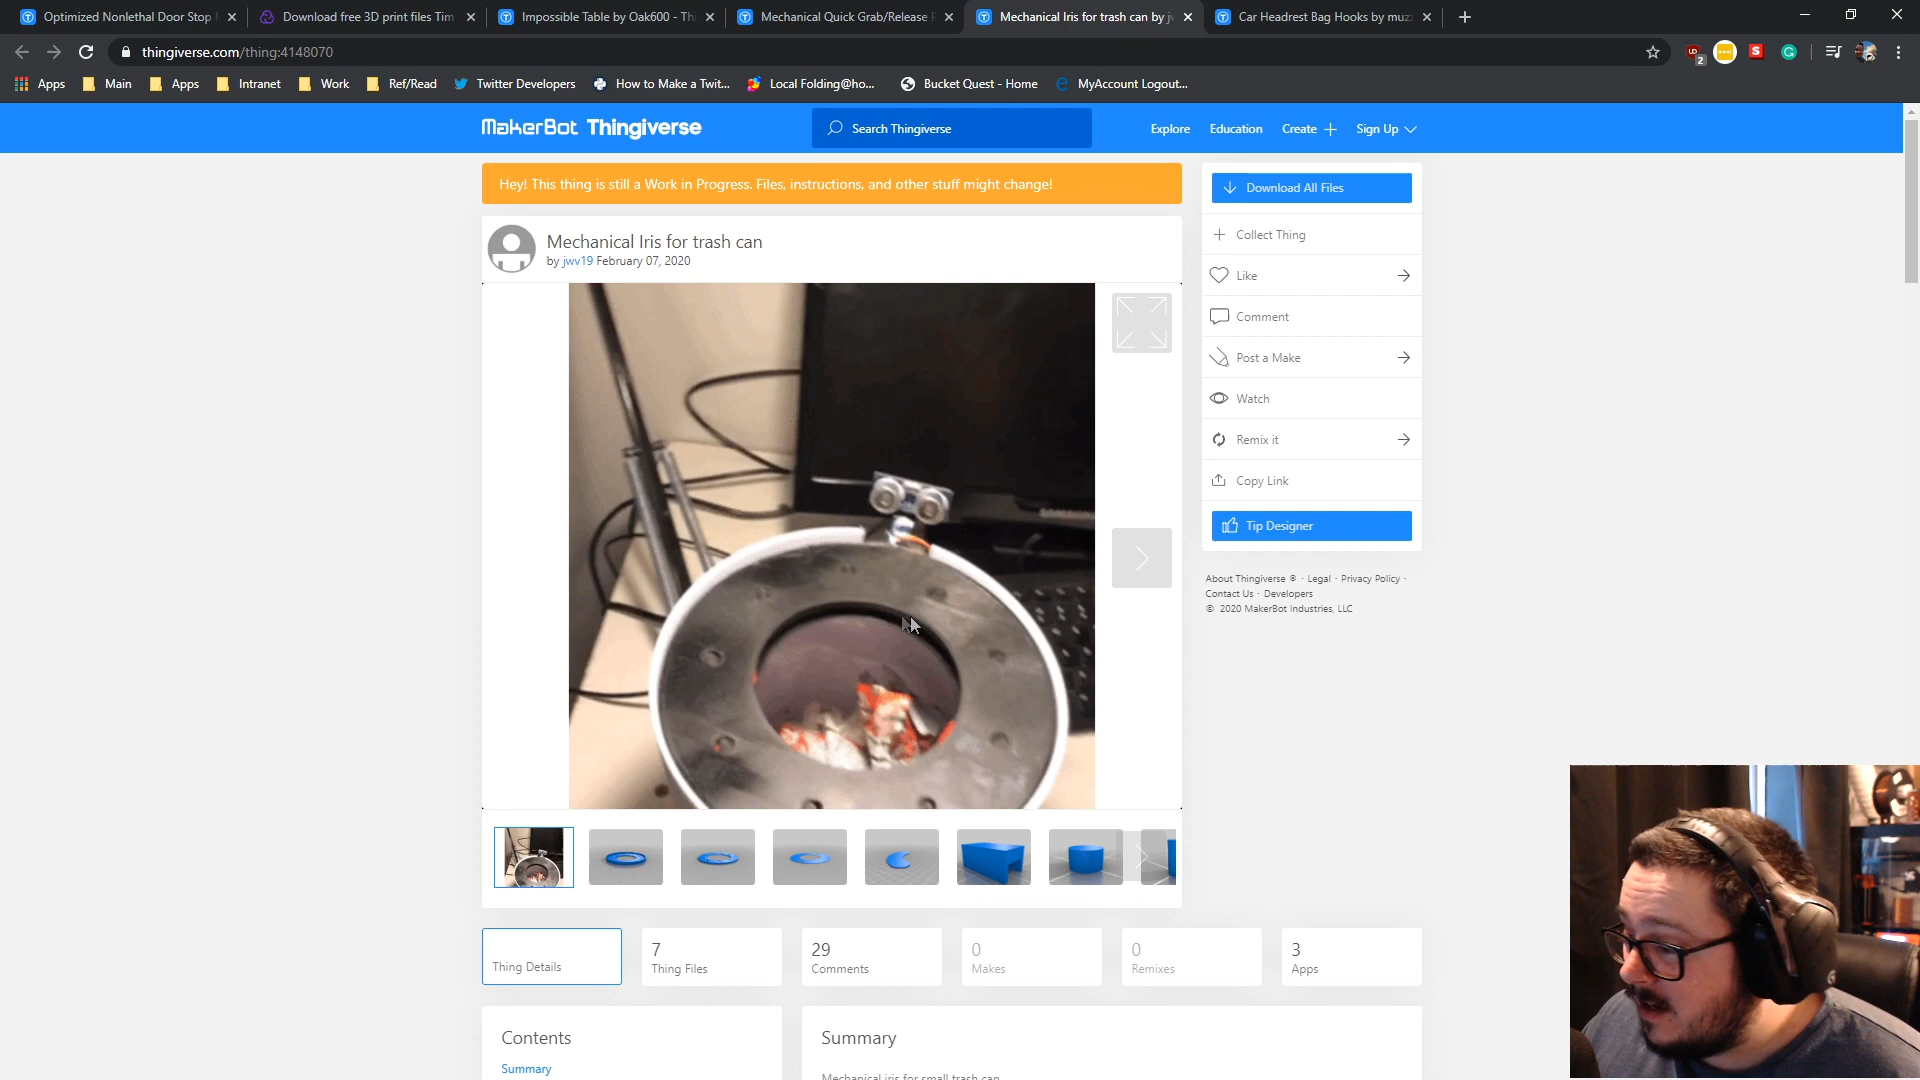 Optimized Nonlethal Door Stop
Download free 3D print files Tim
Impossible Table by Oak600 - Thi
Mechanical Quick Grab/Release P
Mechanical Iris for trash can by jw
Car Headrest Bag Hooks by muzz
thingiverse.com/thing:4148070
2
S
G
Apps
Main
Apps
Intranet
Work
Ref/Read
Twitter Developers
How to Make a Twit...
Local Folding@ho...
Bucket Quest - Home
MyAccount Logout...
MakerBot Thingiverse
Search Thingiverse
Explore
Education
Create
Sign Up
Hey! This thing is still a Work in Progress. Files, instructions, and other stuff might change!
Mechanical Iris for trash can
by jwv19 February 07, 2020
Download All Files
Collect Thing
Like
Comment
Post a Make
Watch
Remix it
Copy Link
Tip Designer
About Thingiverse ® · Legal · Privacy Policy ·
Contact Us · Developers
© 2020 MakerBot Industries, LLC
Thing Details
7
Thing Files
29
Comments
0
Makes
0
Remixes
3
Apps
Contents
Summary
Summary
Mechanical iris for small trash can